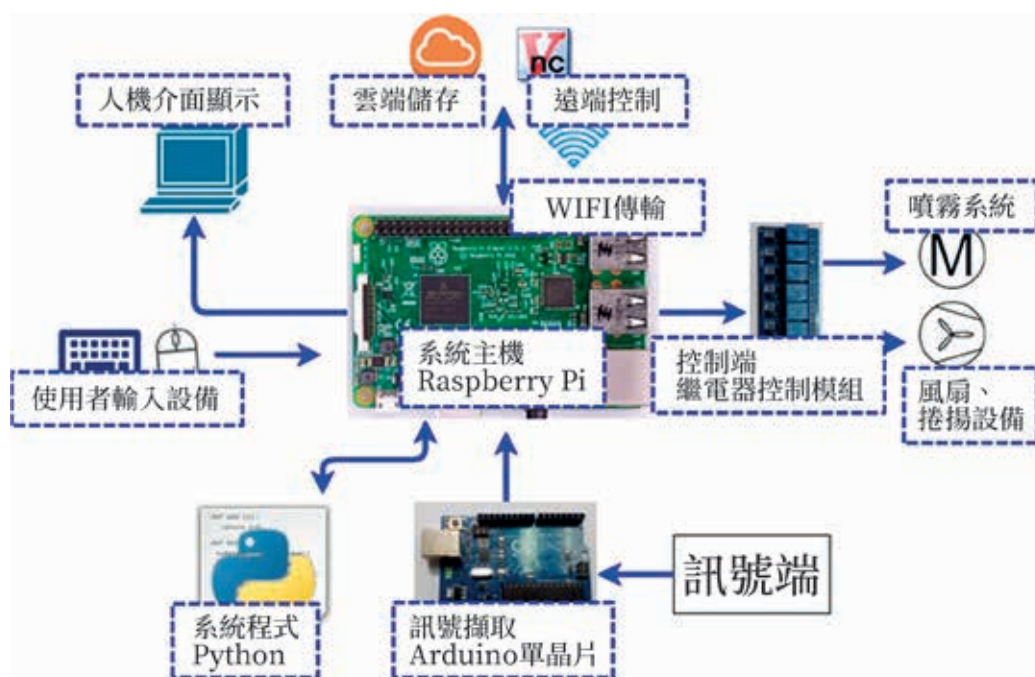 人機介面顯示
雲端儲存
Vnc
遠端控制
WIFI傳輸
噴霧系統
M
系統主機
Raspberry Pi
控制端
繼電器控制模組
使用者輸入設備
風扇、
捲揚設備
訊號端
系統程式
Python
訊號擷取
Arduino單晶片